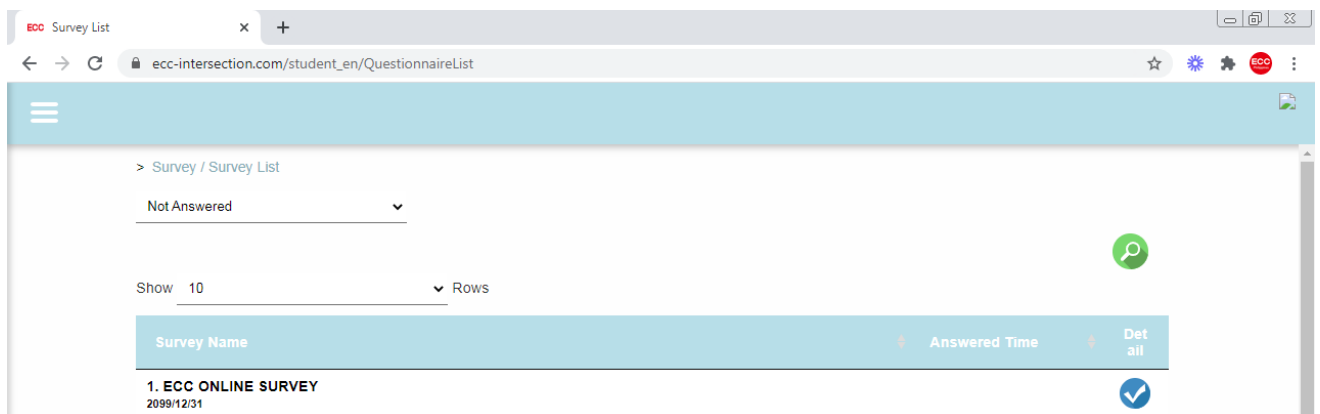 ECC Survey List
ecc-intersection.com/student_en/QuestionnaireList
ECC
> Survey / Survey List
Not Answered
Show 10 Rows
Survey Name Answered Time Det
ail
1. ECC ONLINE SURVEY
2099/12/31